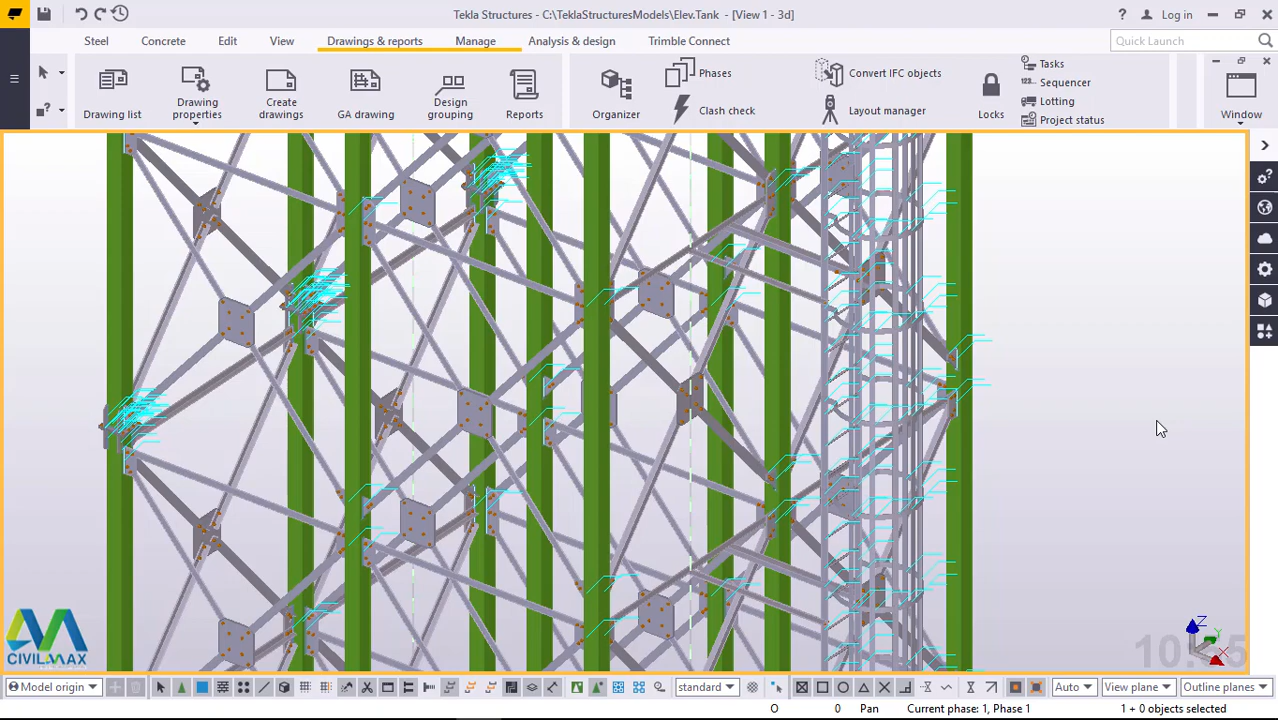 Tekla Structures - C:\TeklaStructuresModels\Elev.Tank - [View 1 - 3d]
? Log in
Steel Concrete Edit View Drawings & reports Manage Analysis & design Trimble Connect Quick Launch
Drawing list
Drawing properties
Create drawings
GA drawing
Design grouping
Reports
Organizer
Phases
Clash check
Convert IFC objects
Layout manager
Locks
Tasks
Sequencer
Lotting
Project status
Window
CIVILMAX
Z
Y
X
Model origin standard Auto View plane Outline planes
O 0 Pan Current phase: 1, Phase 1 1 + 0 objects selected